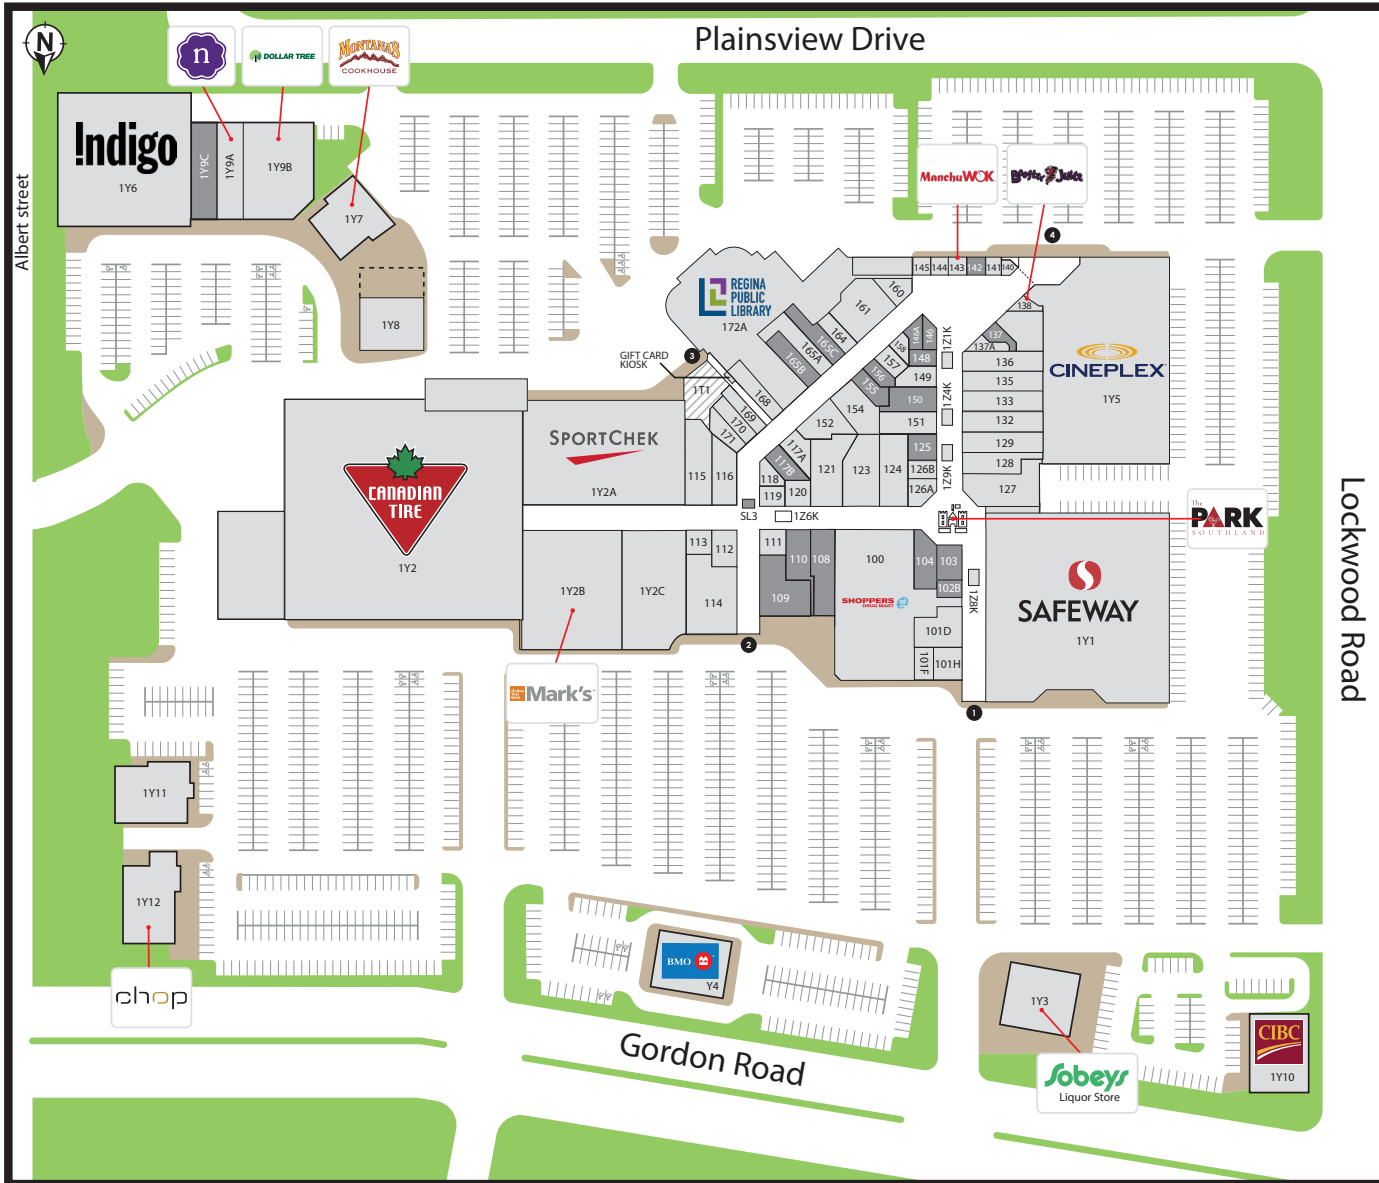 Plainsview Drive
N
n
DOLLAR TREE
MONTANA'S
COOKHOUSE
Albert street
!ndigo
1Y6
1Y9C
1Y9A
1Y9B
1Y7
1Y8
ManchuWOK
Booster Juice
4
145
144
143
142
141
140
138
REGINA
PUBLIC
LIBRARY
172A
160
161
164
165C
165A
165B
158
157
156
155
146A
146
148
149
150
151
1Z1K
1Z4K
1Z9K
137
137A
136
135
133
132
129
128
127
CINEPLEX
1Y5
GIFT CARD
KIOSK
3
1T1
168
169
170
171
154
152
125
126B
126A
124
123
121
117A
117B
118
119
120
115
116
SPORTCHEK
1Y2A
CANADIAN
TIRE
1Y2
SL3
1Z6K
The
PARK
SOUTHLAND
Lockwood Road
113
112
111
110
108
109
114
1Y2B
1Y2C
100
SHOPPERS
DRUG MART
104
103
102B
101D
101F
101H
1Z8K
SAFEWAY
1Y1
2
1
Mark's
1Y11
1Y12
chop
BMO
Y4
Gordon Road
1Y3
Sobeys
Liquor Store
CIBC
1Y10